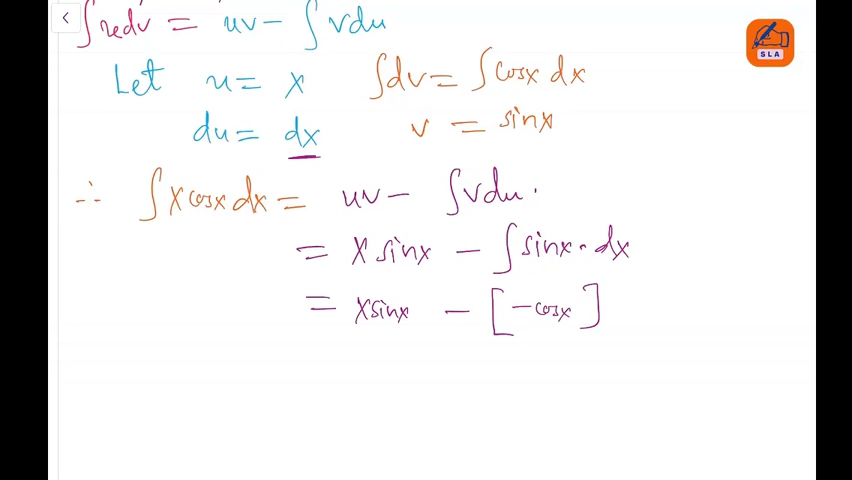 ∫udv = uv − ∫vdu
Let u = x ∫dv = ∫cosx dx
du = dx v = sinx
∴ ∫xcosx dx = uv − ∫vdu.
= x sinx − ∫sinx · dx
= xsinx − [−cosx]
SLA